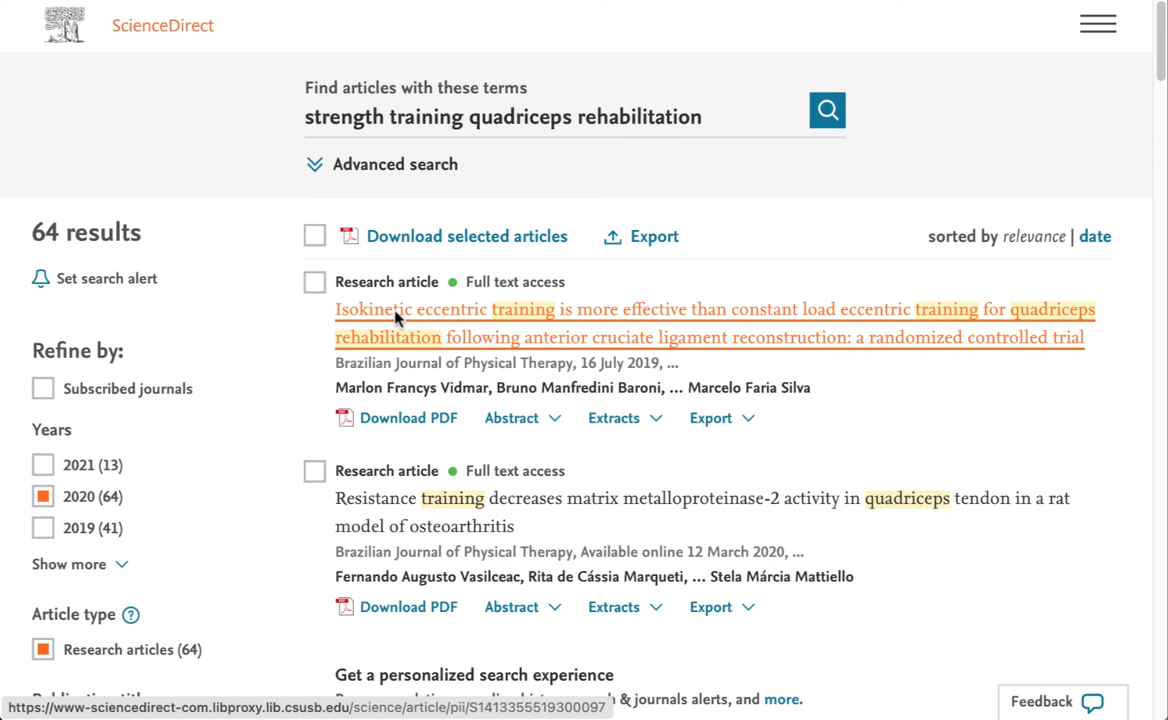 ScienceDirect
Find articles with these terms
strength training quadriceps rehabilitation
Advanced search
64 results
Download selected articles
Export
sorted by relevance | date
Set search alert
Research article
Full text access
Isokinetic eccentric training is more effective than constant load eccentric training for quadriceps
rehabilitation following anterior cruciate ligament reconstruction: a randomized controlled trial
Brazilian Journal of Physical Therapy, 16 July 2019, ...
Marlon Francys Vidmar, Bruno Manfredini Baroni, ... Marcelo Faria Silva
Download PDF
Abstract
Extracts
Export
Refine by:
Subscribed journals
Years
2021 (13)
2020 (64)
2019 (41)
Show more
Article type ?
Research articles (64)
Research article
Full text access
Resistance training decreases matrix metalloproteinase-2 activity in quadriceps tendon in a rat
model of osteoarthritis
Brazilian Journal of Physical Therapy, Available online 12 March 2020, ...
Fernando Augusto Vasilceac, Rita de Cássia Marqueti, ... Stela Márcia Mattiello
Download PDF
Abstract
Extracts
Export
Get a personalized search experience
& journals alerts, and more.
https://www-sciencedirect-com.libproxy.lib.csusb.edu/science/article/pii/S1413355519300097
Feedback